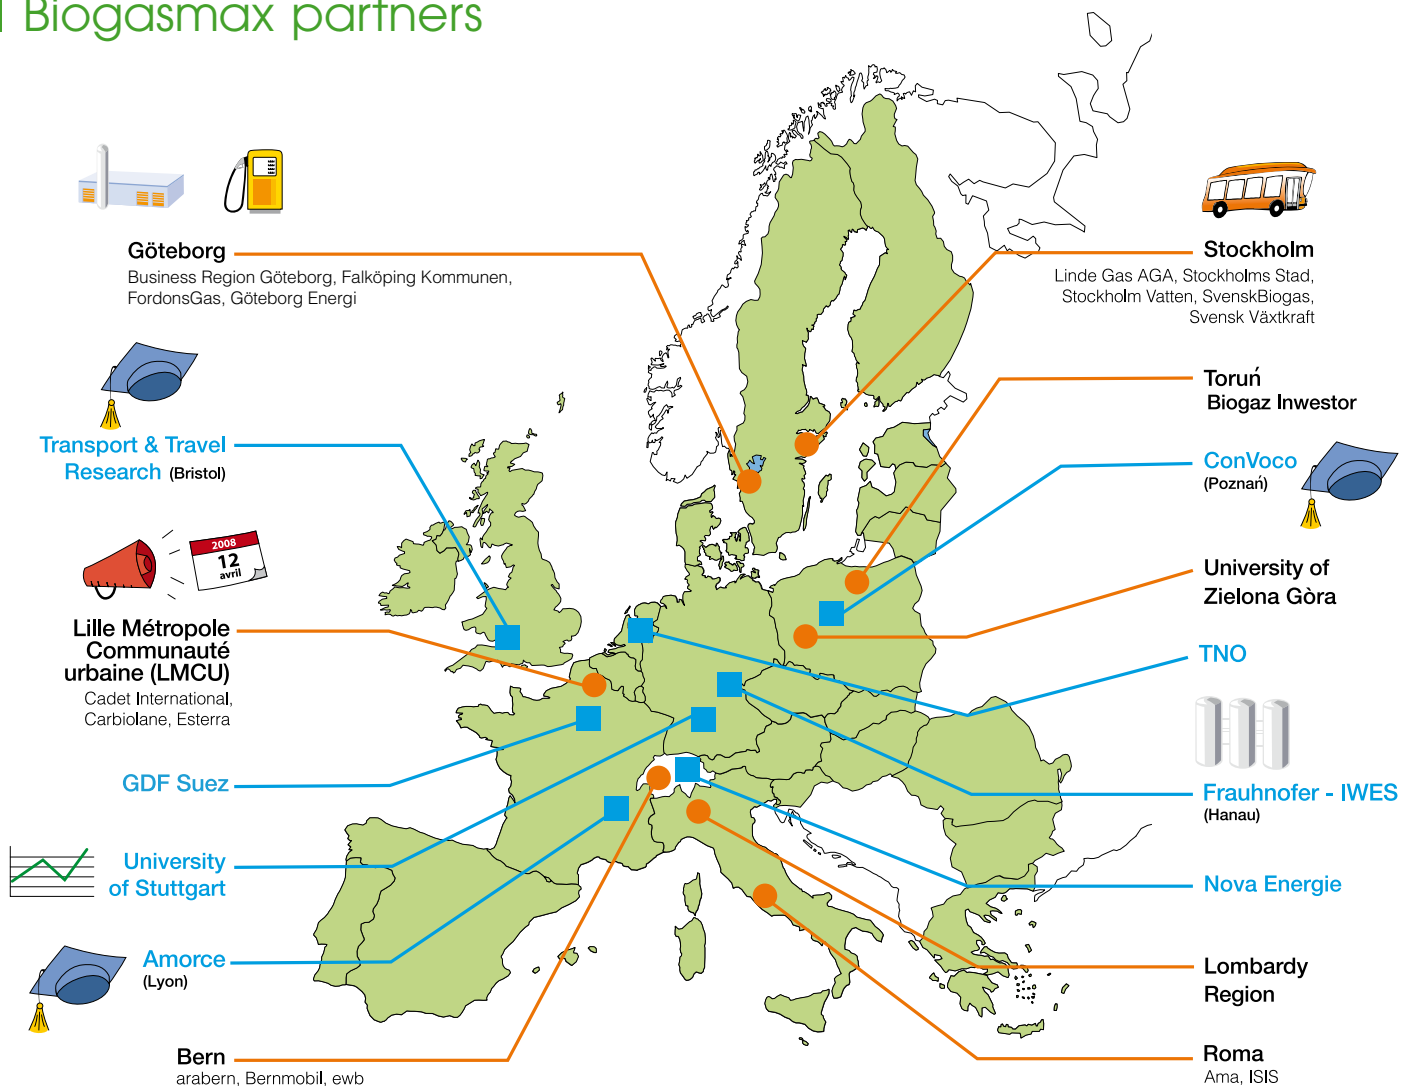 Biogasmax partners
Göteborg
Business Region Göteborg, Falköping Kommunen,
FordonsGas, Göteborg Energi
Transport & Travel
Research (Bristol)
2008
12
avril
Lille Métropole
Communauté
urbaine (LMCU)
Cadet International,
Carbiolane, Esterra
GDF Suez
University
of Stuttgart
Amorce
(Lyon)
Bern
arabern, Bernmobil, ewb
Stockholm
Linde Gas AGA, Stockholms Stad,
Stockholm Vatten, SvenskBiogas,
Svensk Växtkraft
Toruń
Biogaz Inwestor
ConVoco
(Poznań)
University of
Zielona Gòra
TNO
Frauhnofer - IWES
(Hanau)
Nova Energie
Lombardy
Region
Roma
Ama, ISIS